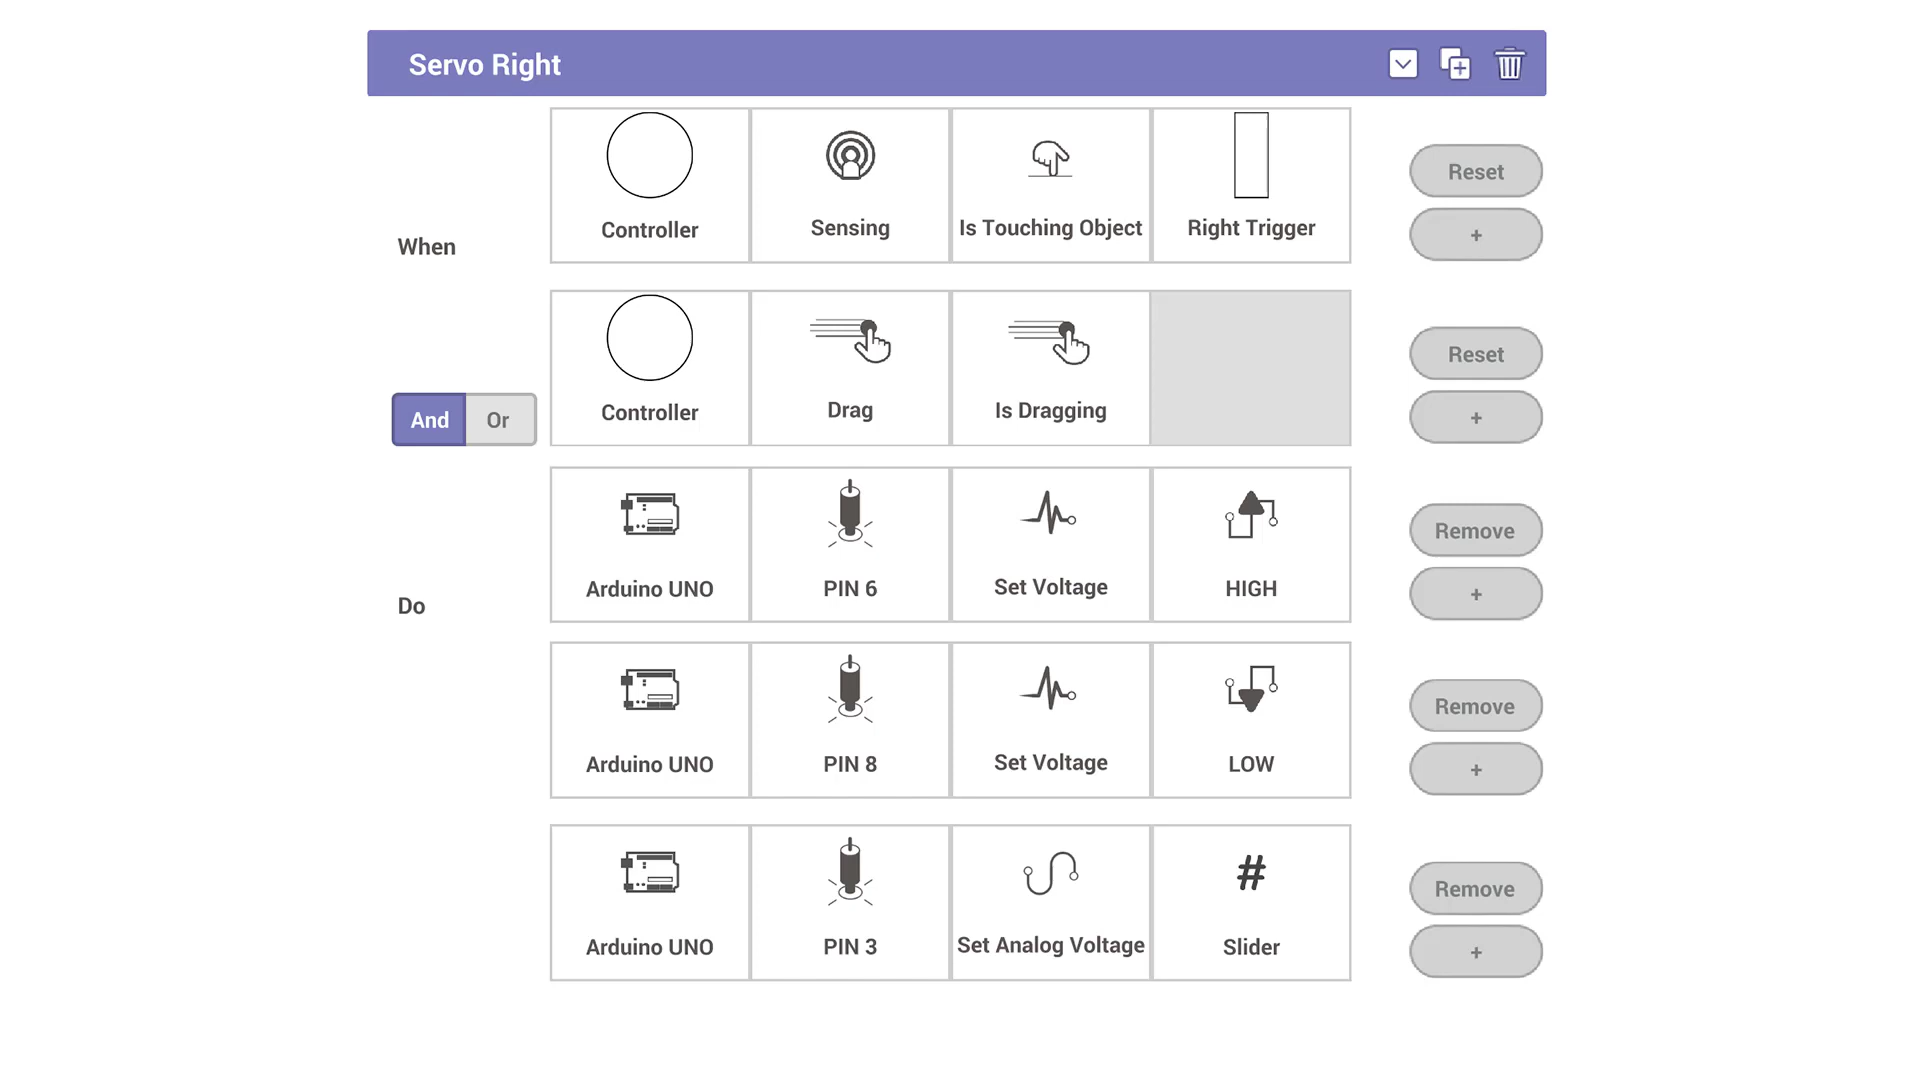 Servo Right
Controller
Sensing
Is Touching Object
Right Trigger
Reset
+
When
Controller
Drag
Is Dragging
Reset
+
And
Or
Arduino UNO
PIN 6
Set Voltage
HIGH
Remove
+
Do
Arduino UNO
PIN 8
Set Voltage
LOW
Remove
+
Arduino UNO
PIN 3
Set Analog Voltage
#
Slider
Remove
+